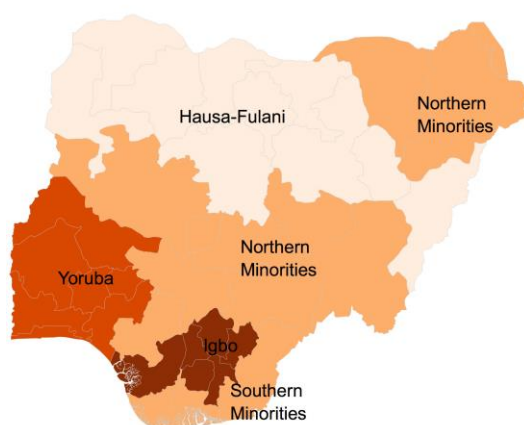 Northern
Minorities
Hausa-Fulani
Northern
Minorities
Yoruba
Igbo
Southern
Minorities